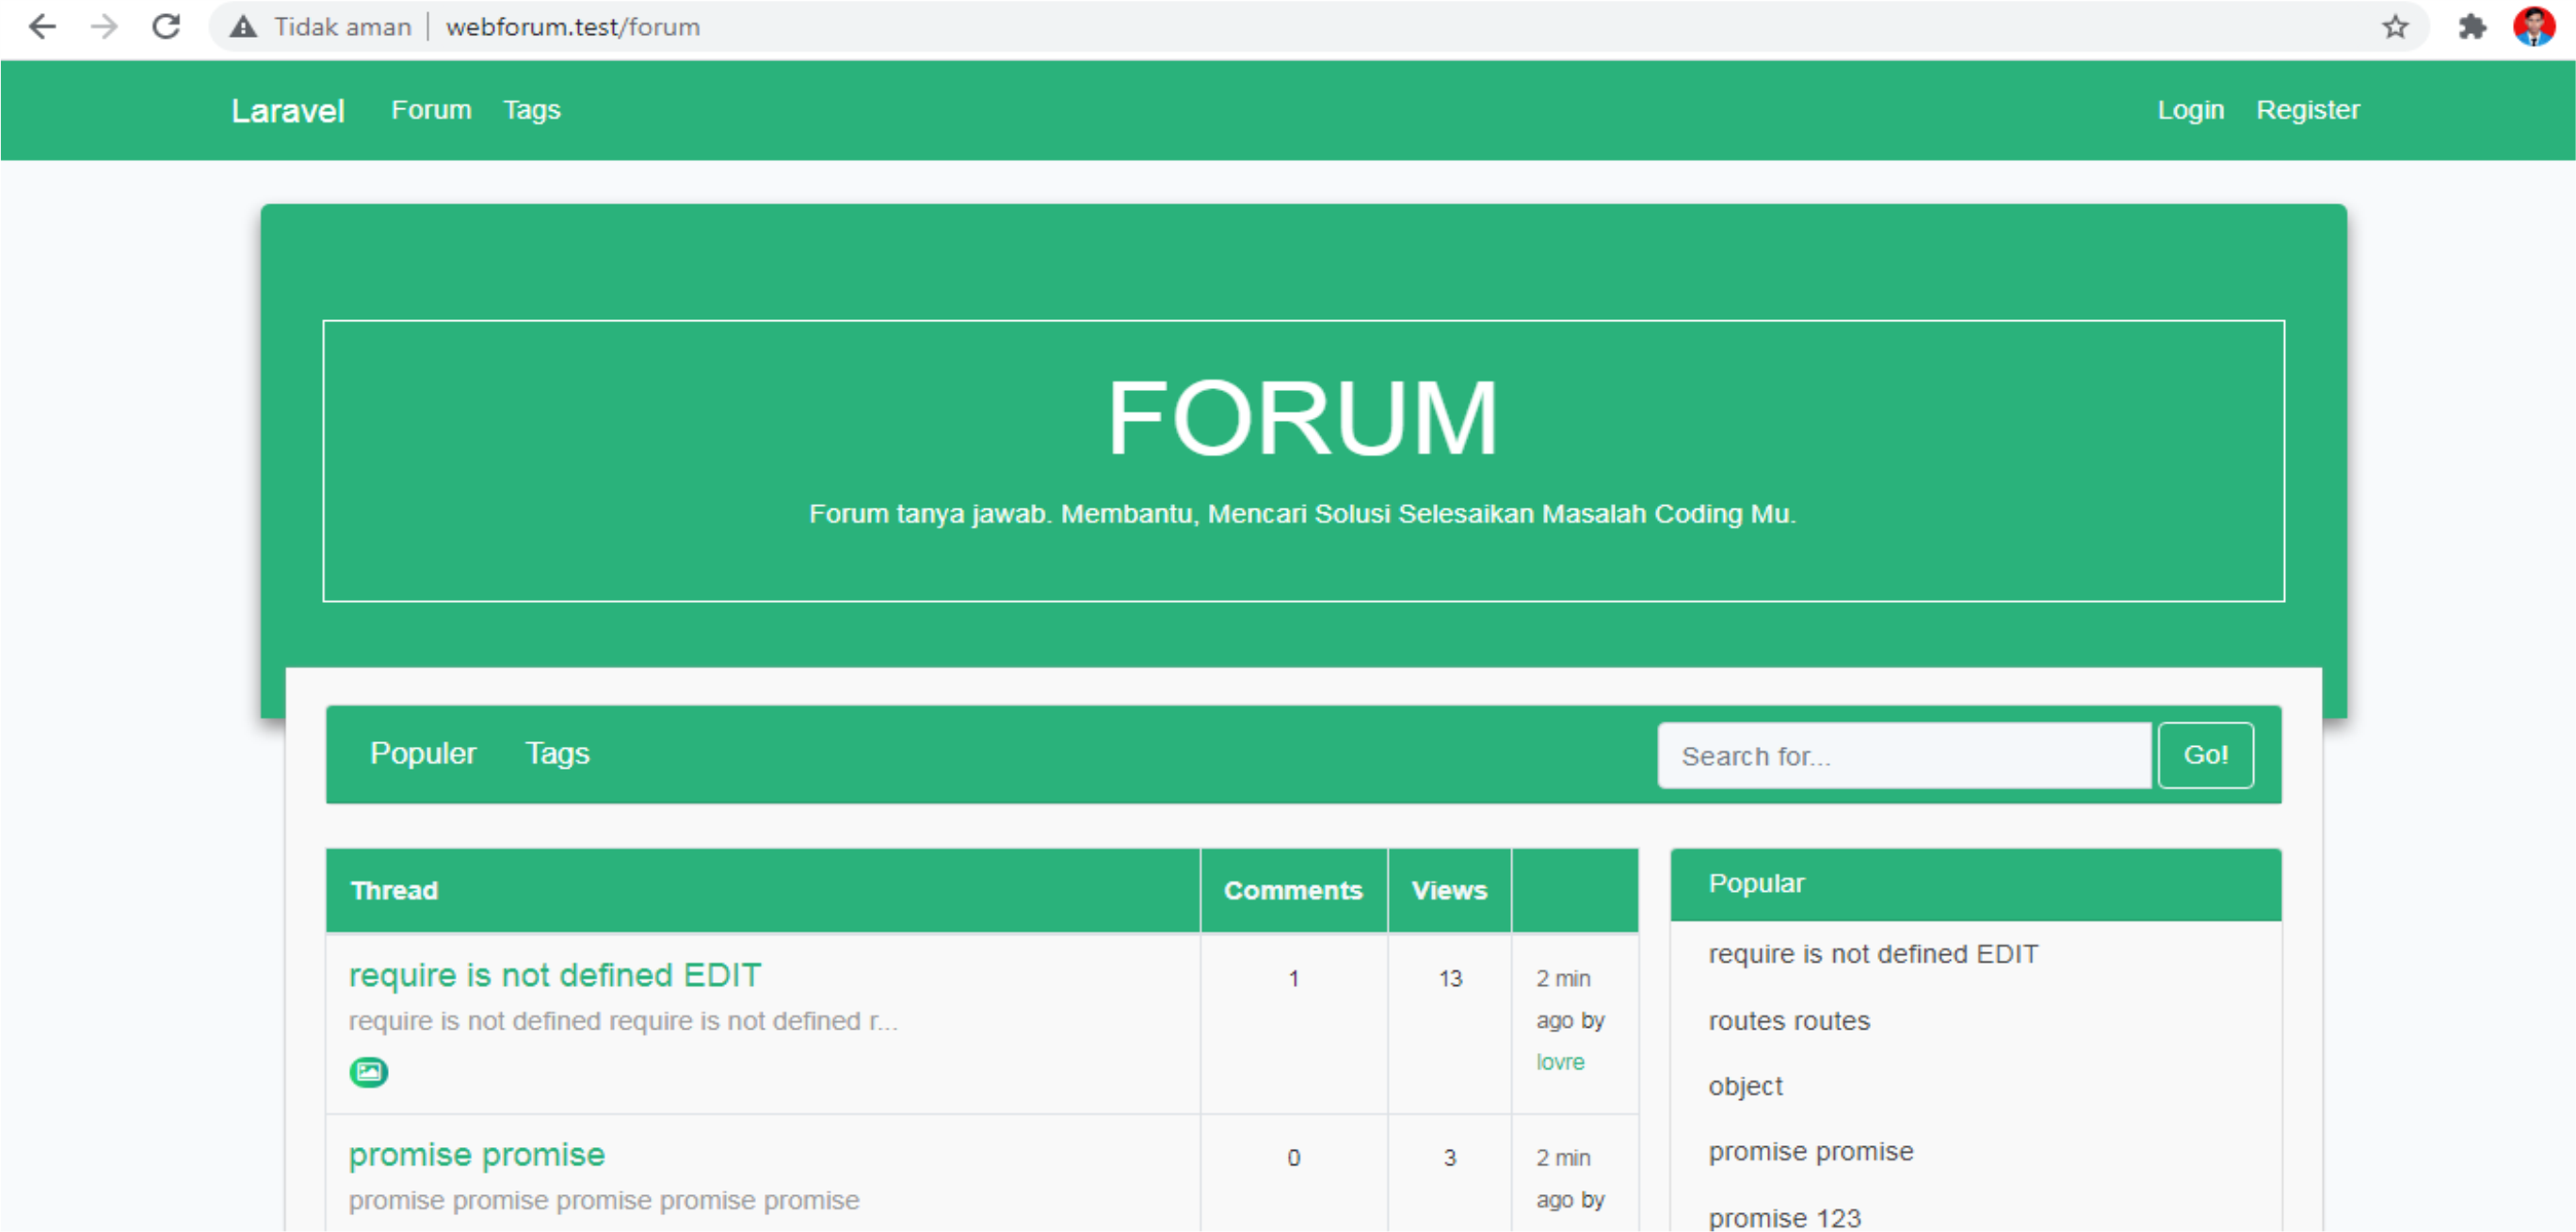 Tidak aman | webforum.test/forum
Laravel Forum Tags Login Register
FORUM
Forum tanya jawab. Membantu, Mencari Solusi Selesaikan Masalah Coding Mu.
Populer Tags Search for... Go!
Thread Comments Views
require is not defined EDIT 1 13 2 min
require is not defined require is not defined r... ago by
lovre
promise promise 0 3 2 min
promise promise promise promise promise ago by
Popular
require is not defined EDIT
routes routes
object
promise promise
promise 123